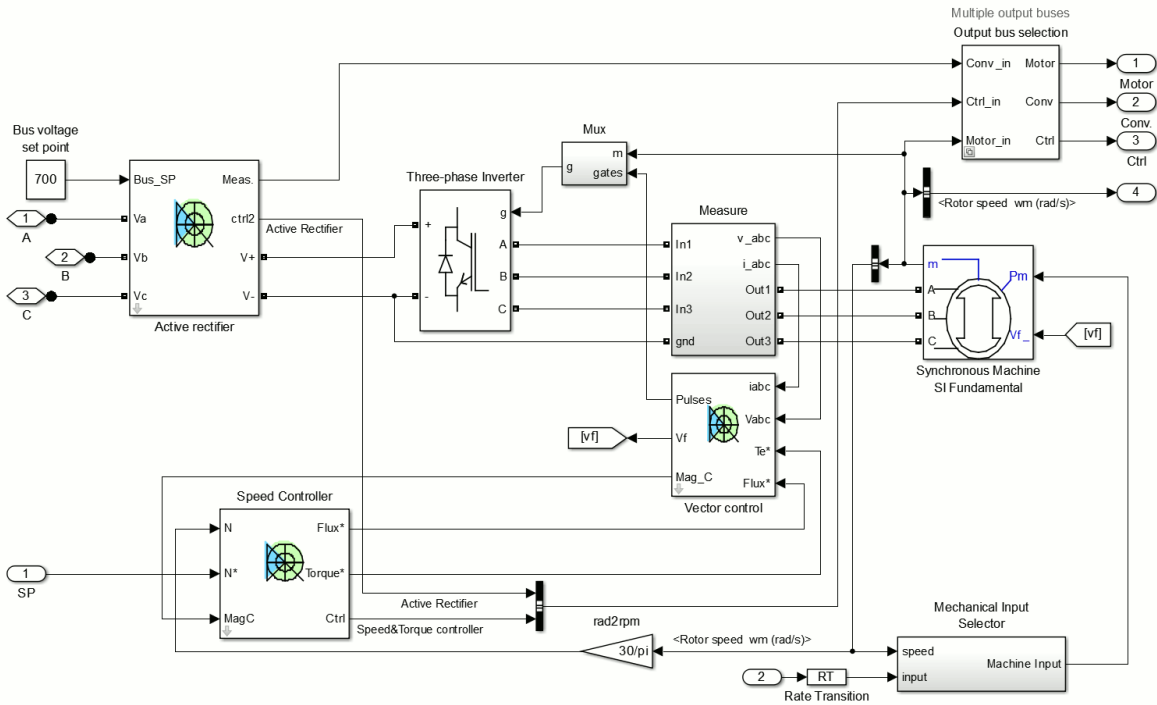 Multiple output buses
Output bus selection
Conv_in
Motor
1
Motor
Ctrl_in
Conv
2
Conv.
Motor_in
Ctrl
3
Ctrl
4
<Rotor speed wm (rad/s)>
Bus voltage
set point
700
Bus_SP
Meas.
1
A
Va
ctrl2
Active Rectifier
2
B
Vb
V+
3
C
Vc
V-
Active rectifier
Mux
m
g
gates
Three-phase Inverter
g
+
A
B
-
C
Measure
v_abc
In1
i_abc
In2
Out1
In3
Out2
gnd
Out3
m
Pm
A
B
C
Vf_
[vf]
Synchronous Machine
SI Fundamental
iabc
Pulses
Vabc
[vf]
Vf
Te*
Mag_C
Flux*
Vector control
Speed Controller
N
Flux*
1
SP
N*
Torque*
MagC
Ctrl
Active Rectifier
Speed&Torque controller
rad2rpm
30/pi
<Rotor speed wm (rad/s)>
Mechanical Input
Selector
speed
Machine Input
input
2
RT
Rate Transition